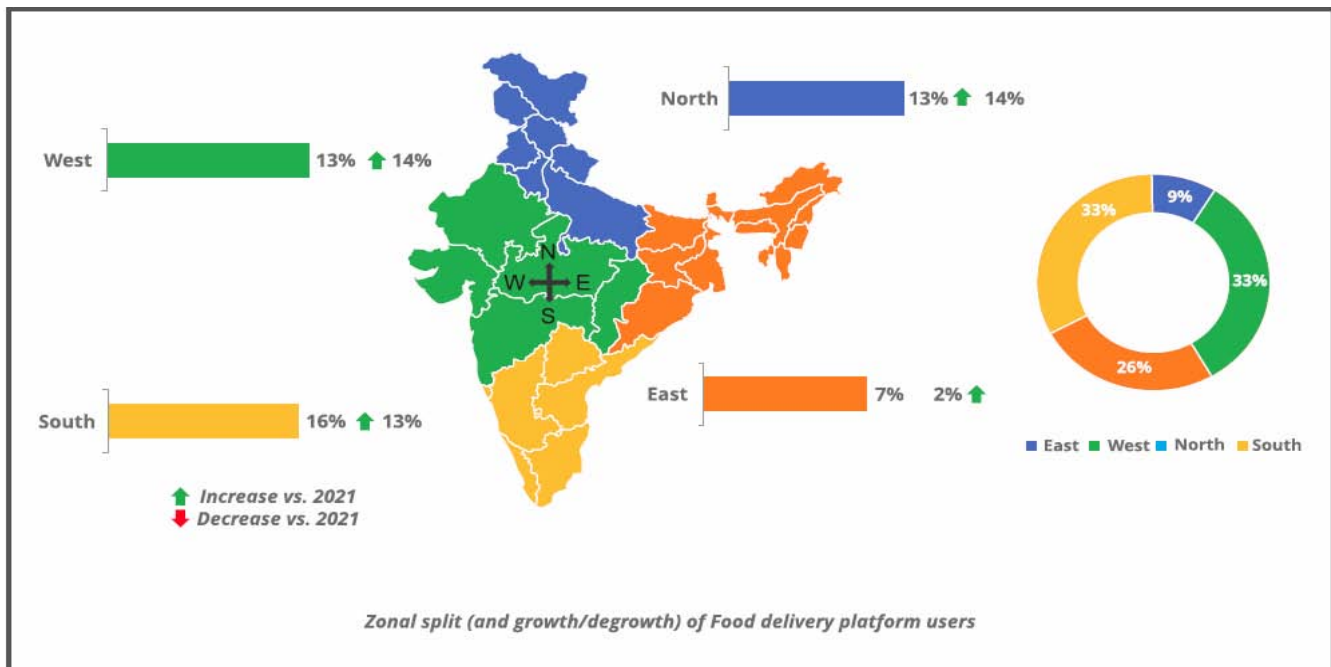 North 13% 14%
West 13% 14%
N
W E
S
9%
33%
33%
26%
East 7% 2%
South 16% 13%
East West North South
Increase vs. 2021
Decrease vs. 2021
Zonal split (and growth/degrowth) of Food delivery platform users